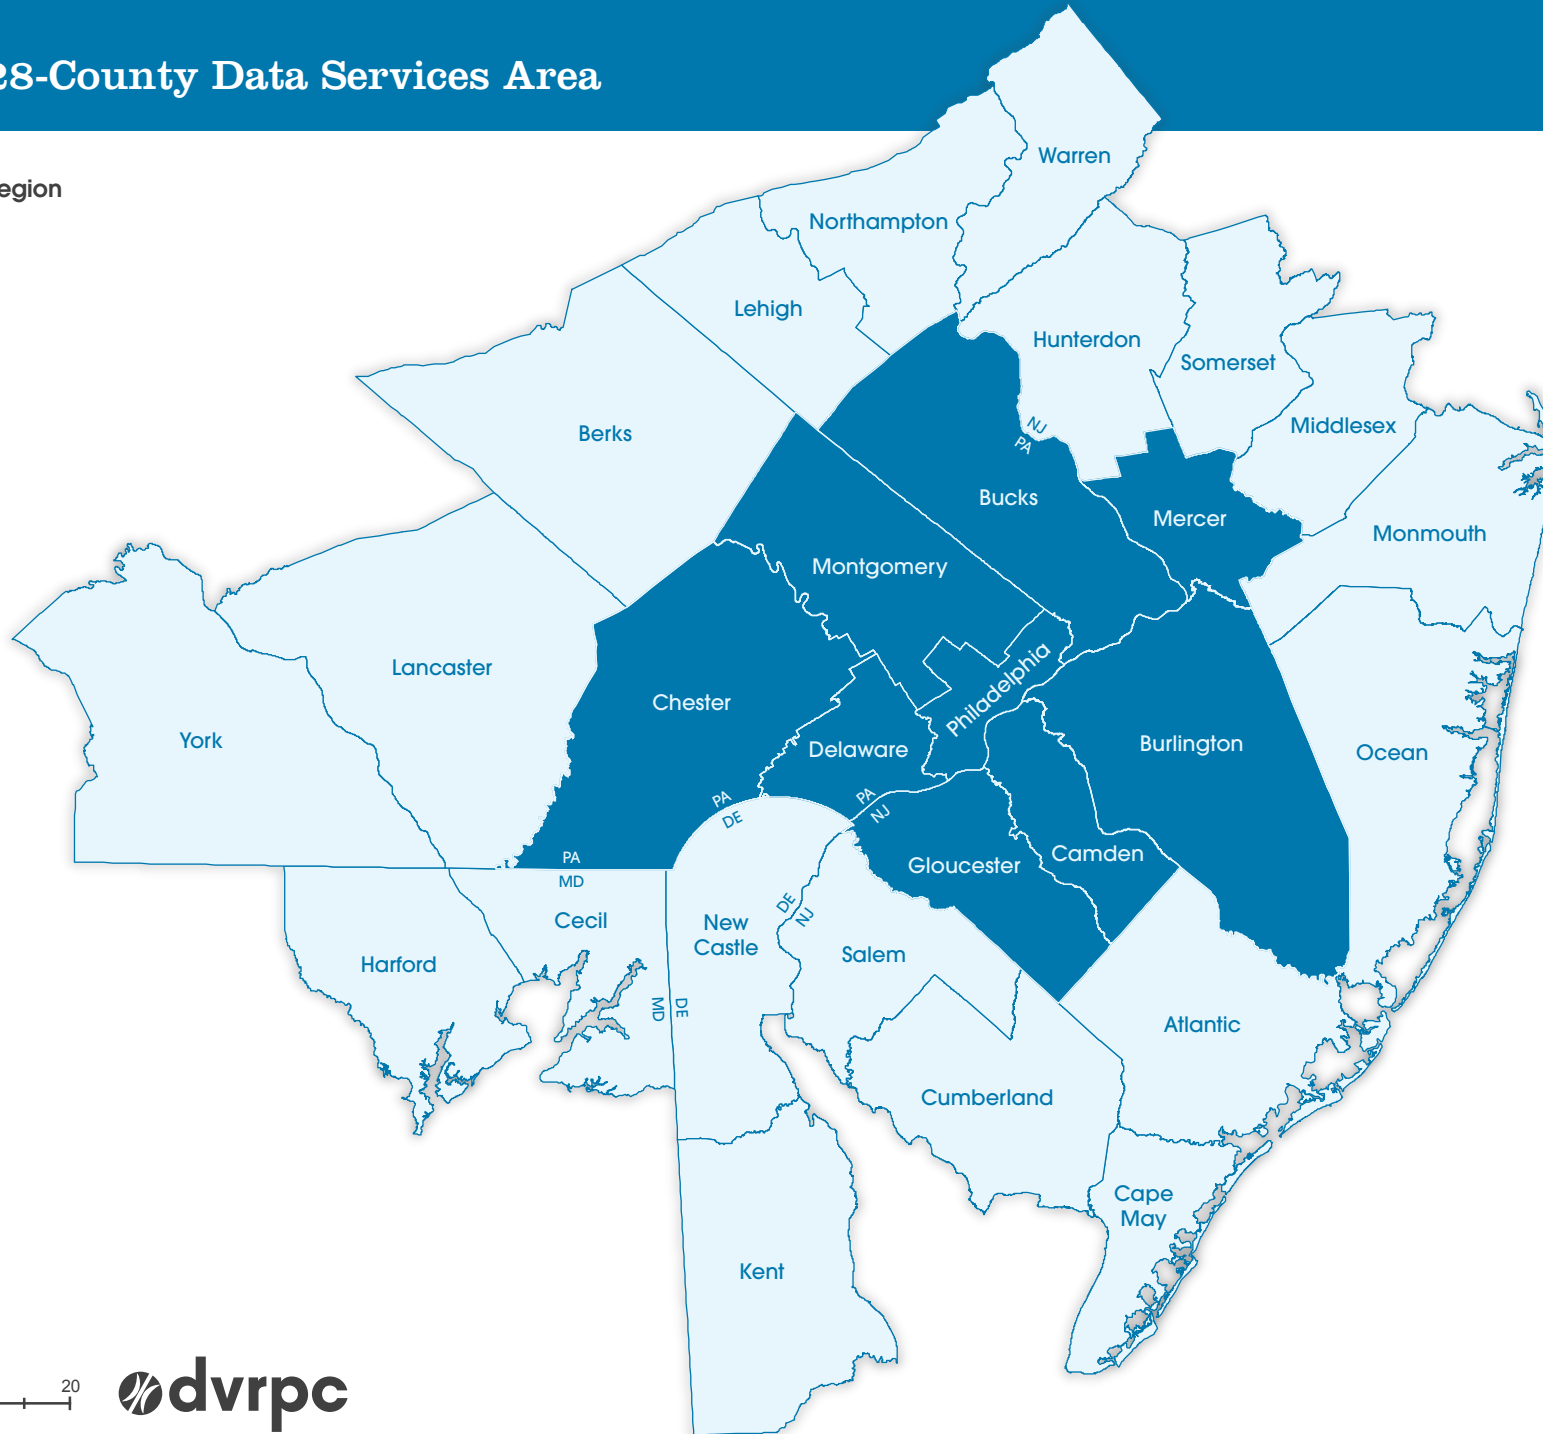 28-County Data Services Area
egion
Warren
Northampton
Lehigh
Hunterdon
Somerset
Middlesex
Berks
NJ
PA
Bucks
Mercer
Monmouth
Montgomery
Philadelphia
Lancaster
Chester
York
Delaware
Burlington
Ocean
PA
DE
PA
NJ
PA
MD
Gloucester
Camden
Cecil
New
Castle
DE
NJ
Harford
Salem
MD
DE
Atlantic
Cumberland
Cape
May
Kent
20
dvrpc